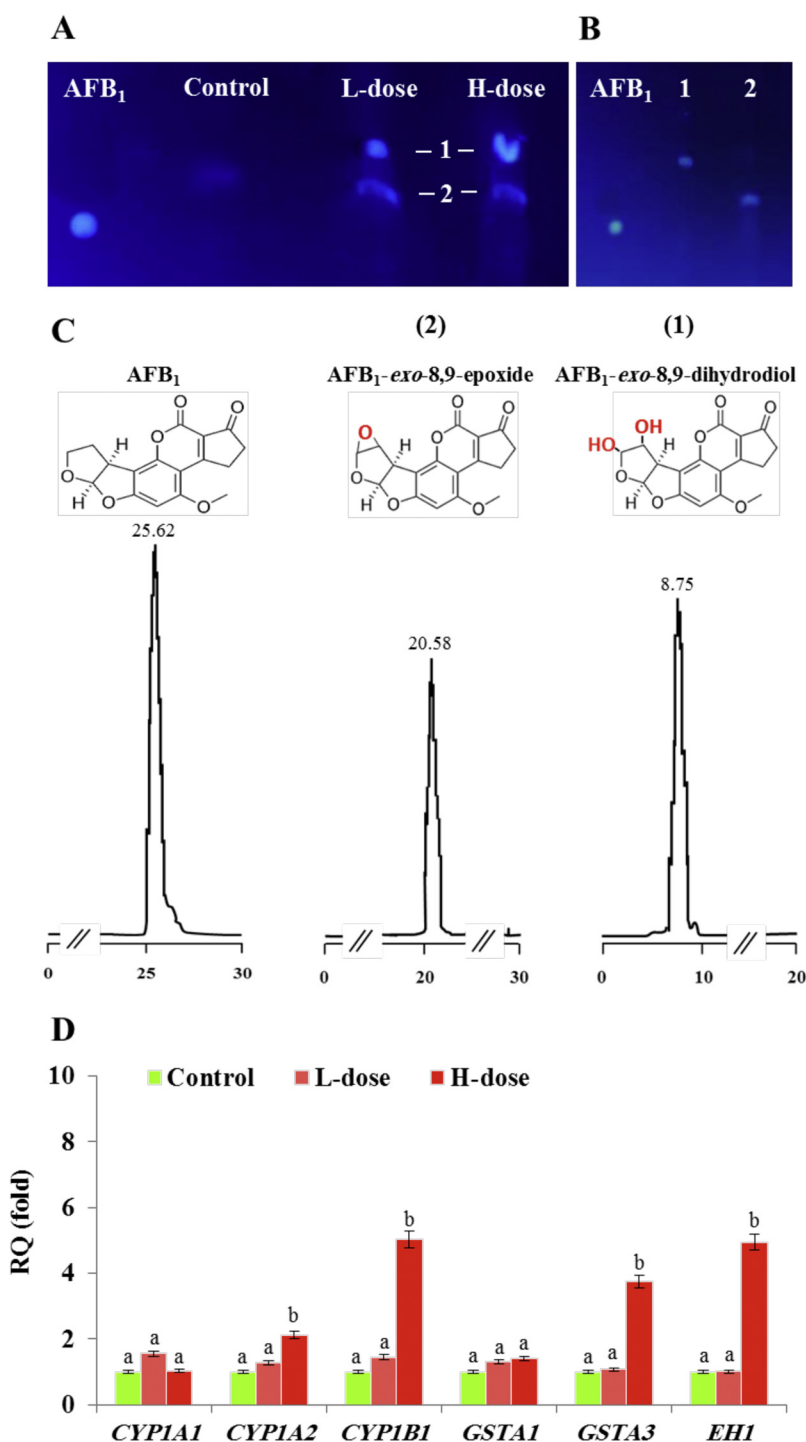 A
B
AFB₁ Control L-dose H-dose
– 1 –
– 2 –
AFB₁ 1 2
C
(2)
(1)
AFB₁
AFB₁-exo-8,9-epoxide
AFB₁-exo-8,9-dihydrodiol
O O O H H O O O
O O O O H H O O O
HO OH O O O H O H O O
25.62
20.58
8.75
0 25 30
0 20 30
0 10 20
D
Control L-dose H-dose
RQ (fold)
10
8
6
4
2
0
a a a
a a b
a a b
a a a
a a b
a a b
CYP1A1 CYP1A2 CYP1B1 GSTA1 GSTA3 EH1